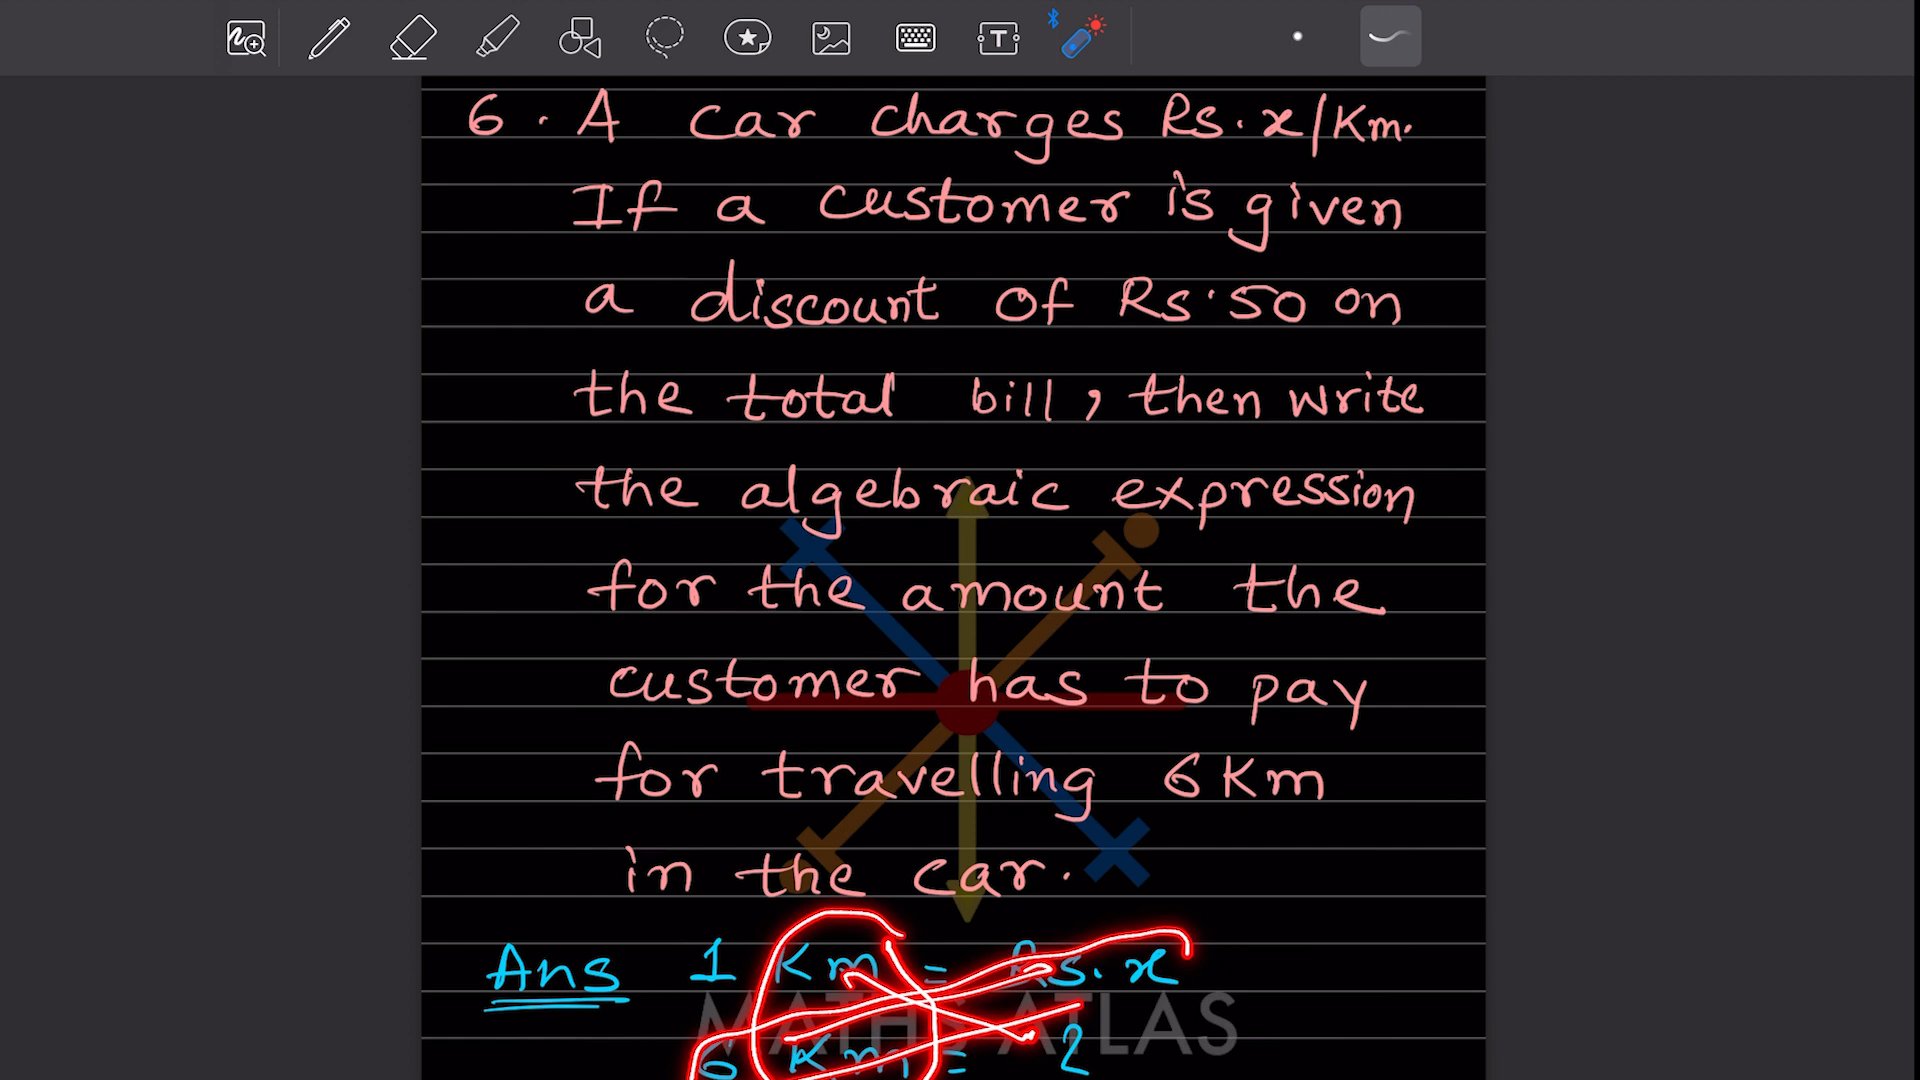 6. A car charges Rs. x/Km.
If a customer is given
a discount of Rs. 50 on
the total bill, then write
the algebraic expression
for the amount the
customer has to pay
for travelling 6 Km
in the car.
Ans 1 Km = Rs. x
MATHS ATLAS
6 Km = ?